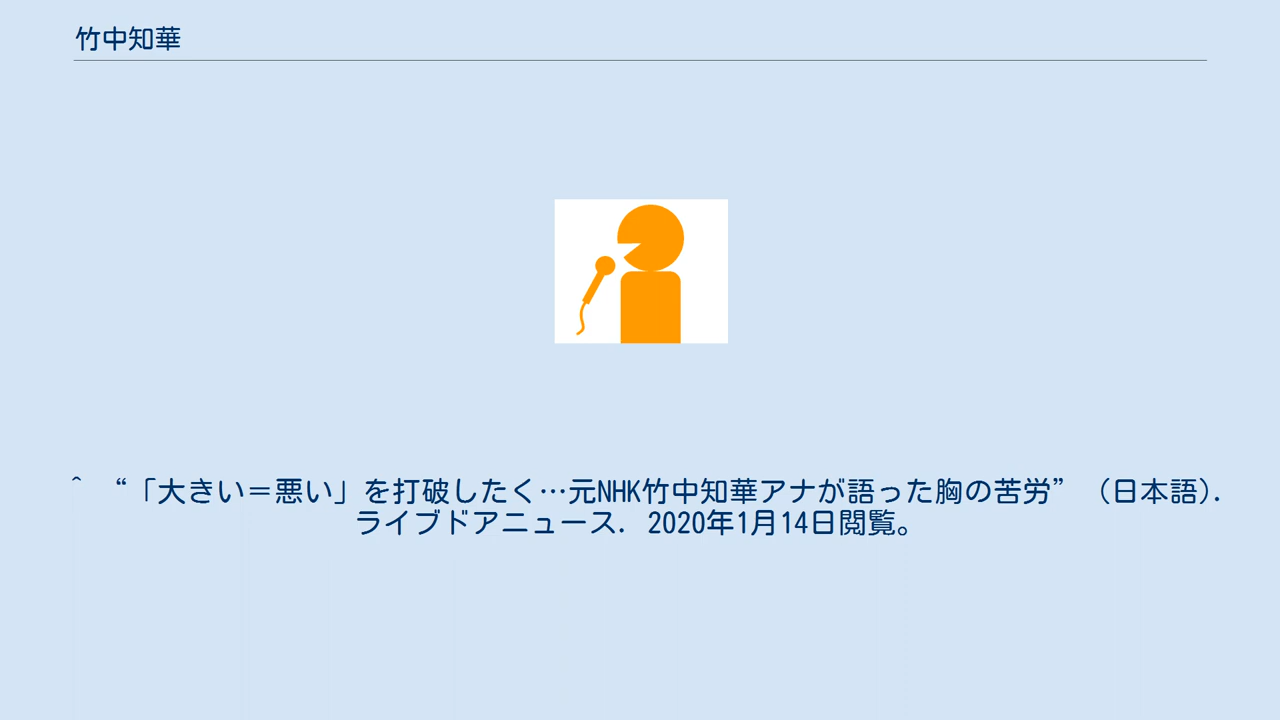 竹中知華
^ “「大きい＝悪い」を打破したく…元NHK竹中知華アナが語った胸の苦労” (日本語).
ライブドアニュース. 2020年1月14日閲覧。